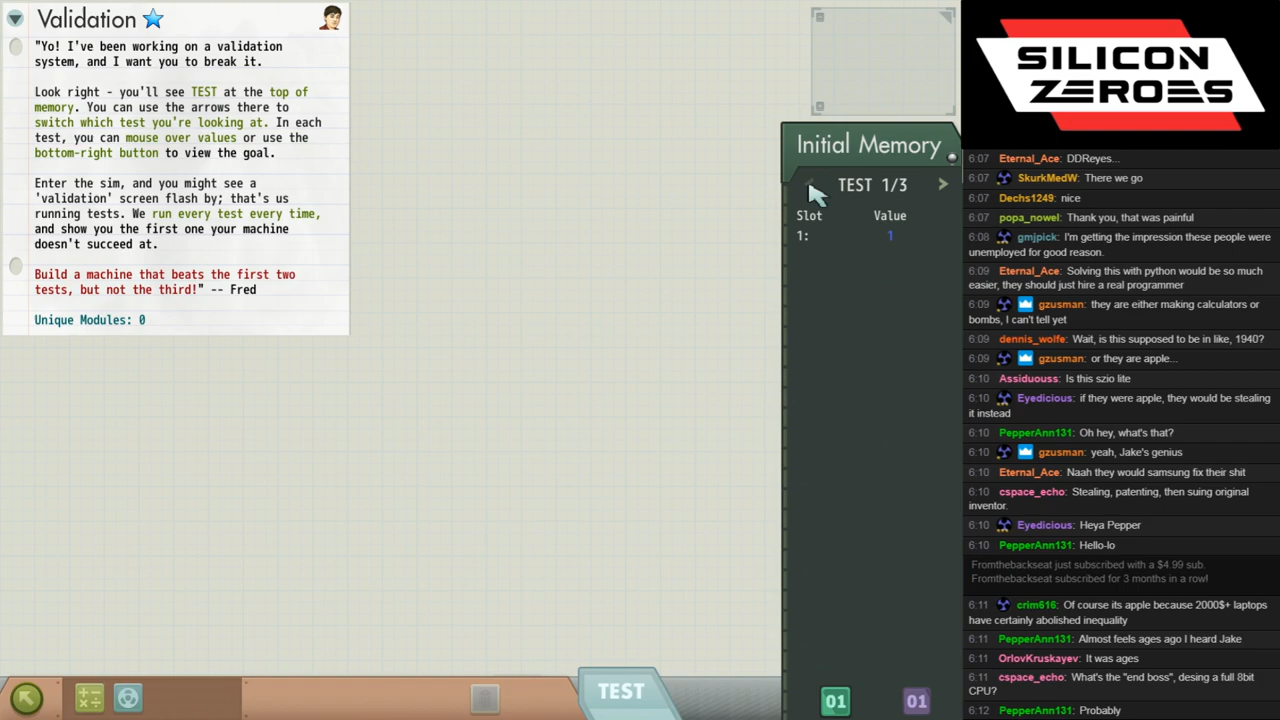 Validation
"Yo! I've been working on a validation
system, and I want you to break it.
Look right - you'll see TEST at the top of
memory. You can use the arrows there to
switch which test you're looking at. In each
test, you can mouse over values or use the
bottom-right button to view the goal.
Enter the sim, and you might see a
'validation' screen flash by; that's us
running tests. We run every test every time,
and show you the first one your machine
doesn't succeed at.
Build a machine that beats the first two
tests, but not the third!" -- Fred
Unique Modules: 0
TEST
Initial Memory
TEST 1/3
Slot Value
1: 1
01 01
SILICON
ZEROES
6:07 Eternal_Ace: DDReyes...
6:07 SkurkMedW: There we go
6:07 Dechs1249: nice
6:07 popa_nowel: Thank you, that was painful
6:08 gmjpick: I'm getting the impression these people were
unemployed for good reason.
6:09 Eternal_Ace: Solving this with python would be so much
easier, they should just hire a real programmer
6:09 gzusman: they are either making calculators or
bombs, I can't tell yet
6:09 dennis_wolfe: Wait, is this supposed to be in like, 1940?
6:09 gzusman: or they are apple...
6:10 Assiduouss: Is this szio lite
6:10 Eyedicious: if they were apple, they would be stealing
it instead
6:10 PepperAnn131: Oh hey, what's that?
6:10 gzusman: yeah, Jake's genius
6:10 Eternal_Ace: Naah they would samsung fix their shit
6:10 cspace_echo: Stealing, patenting, then suing original
inventor.
6:10 Eyedicious: Heya Pepper
6:10 PepperAnn131: Hello-lo
Fromthebackseat just subscribed with a $4.99 sub.
Fromthebackseat subscribed for 3 months in a row!
6:11 crim616: Of course its apple because 2000$+ laptops
have certainly abolished inequality
6:11 PepperAnn131: Almost feels ages ago I heard Jake
6:11 OrlovKruskayev: It was ages
6:11 cspace_echo: What's the "end boss", desing a full 8bit
CPU?
6:12 PepperAnn131: Probably